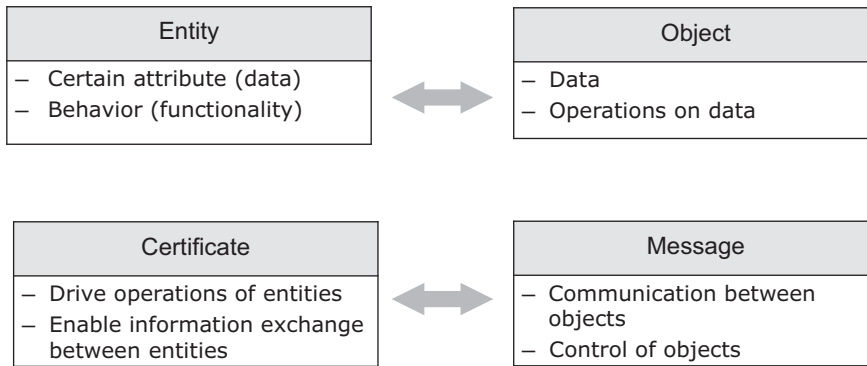 Entity
– Certain attribute (data)
– Behavior (functionality)
Object
– Data
– Operations on data
Certificate
– Drive operations of entities
– Enable information exchange
between entities
Message
– Communication between
objects
– Control of objects